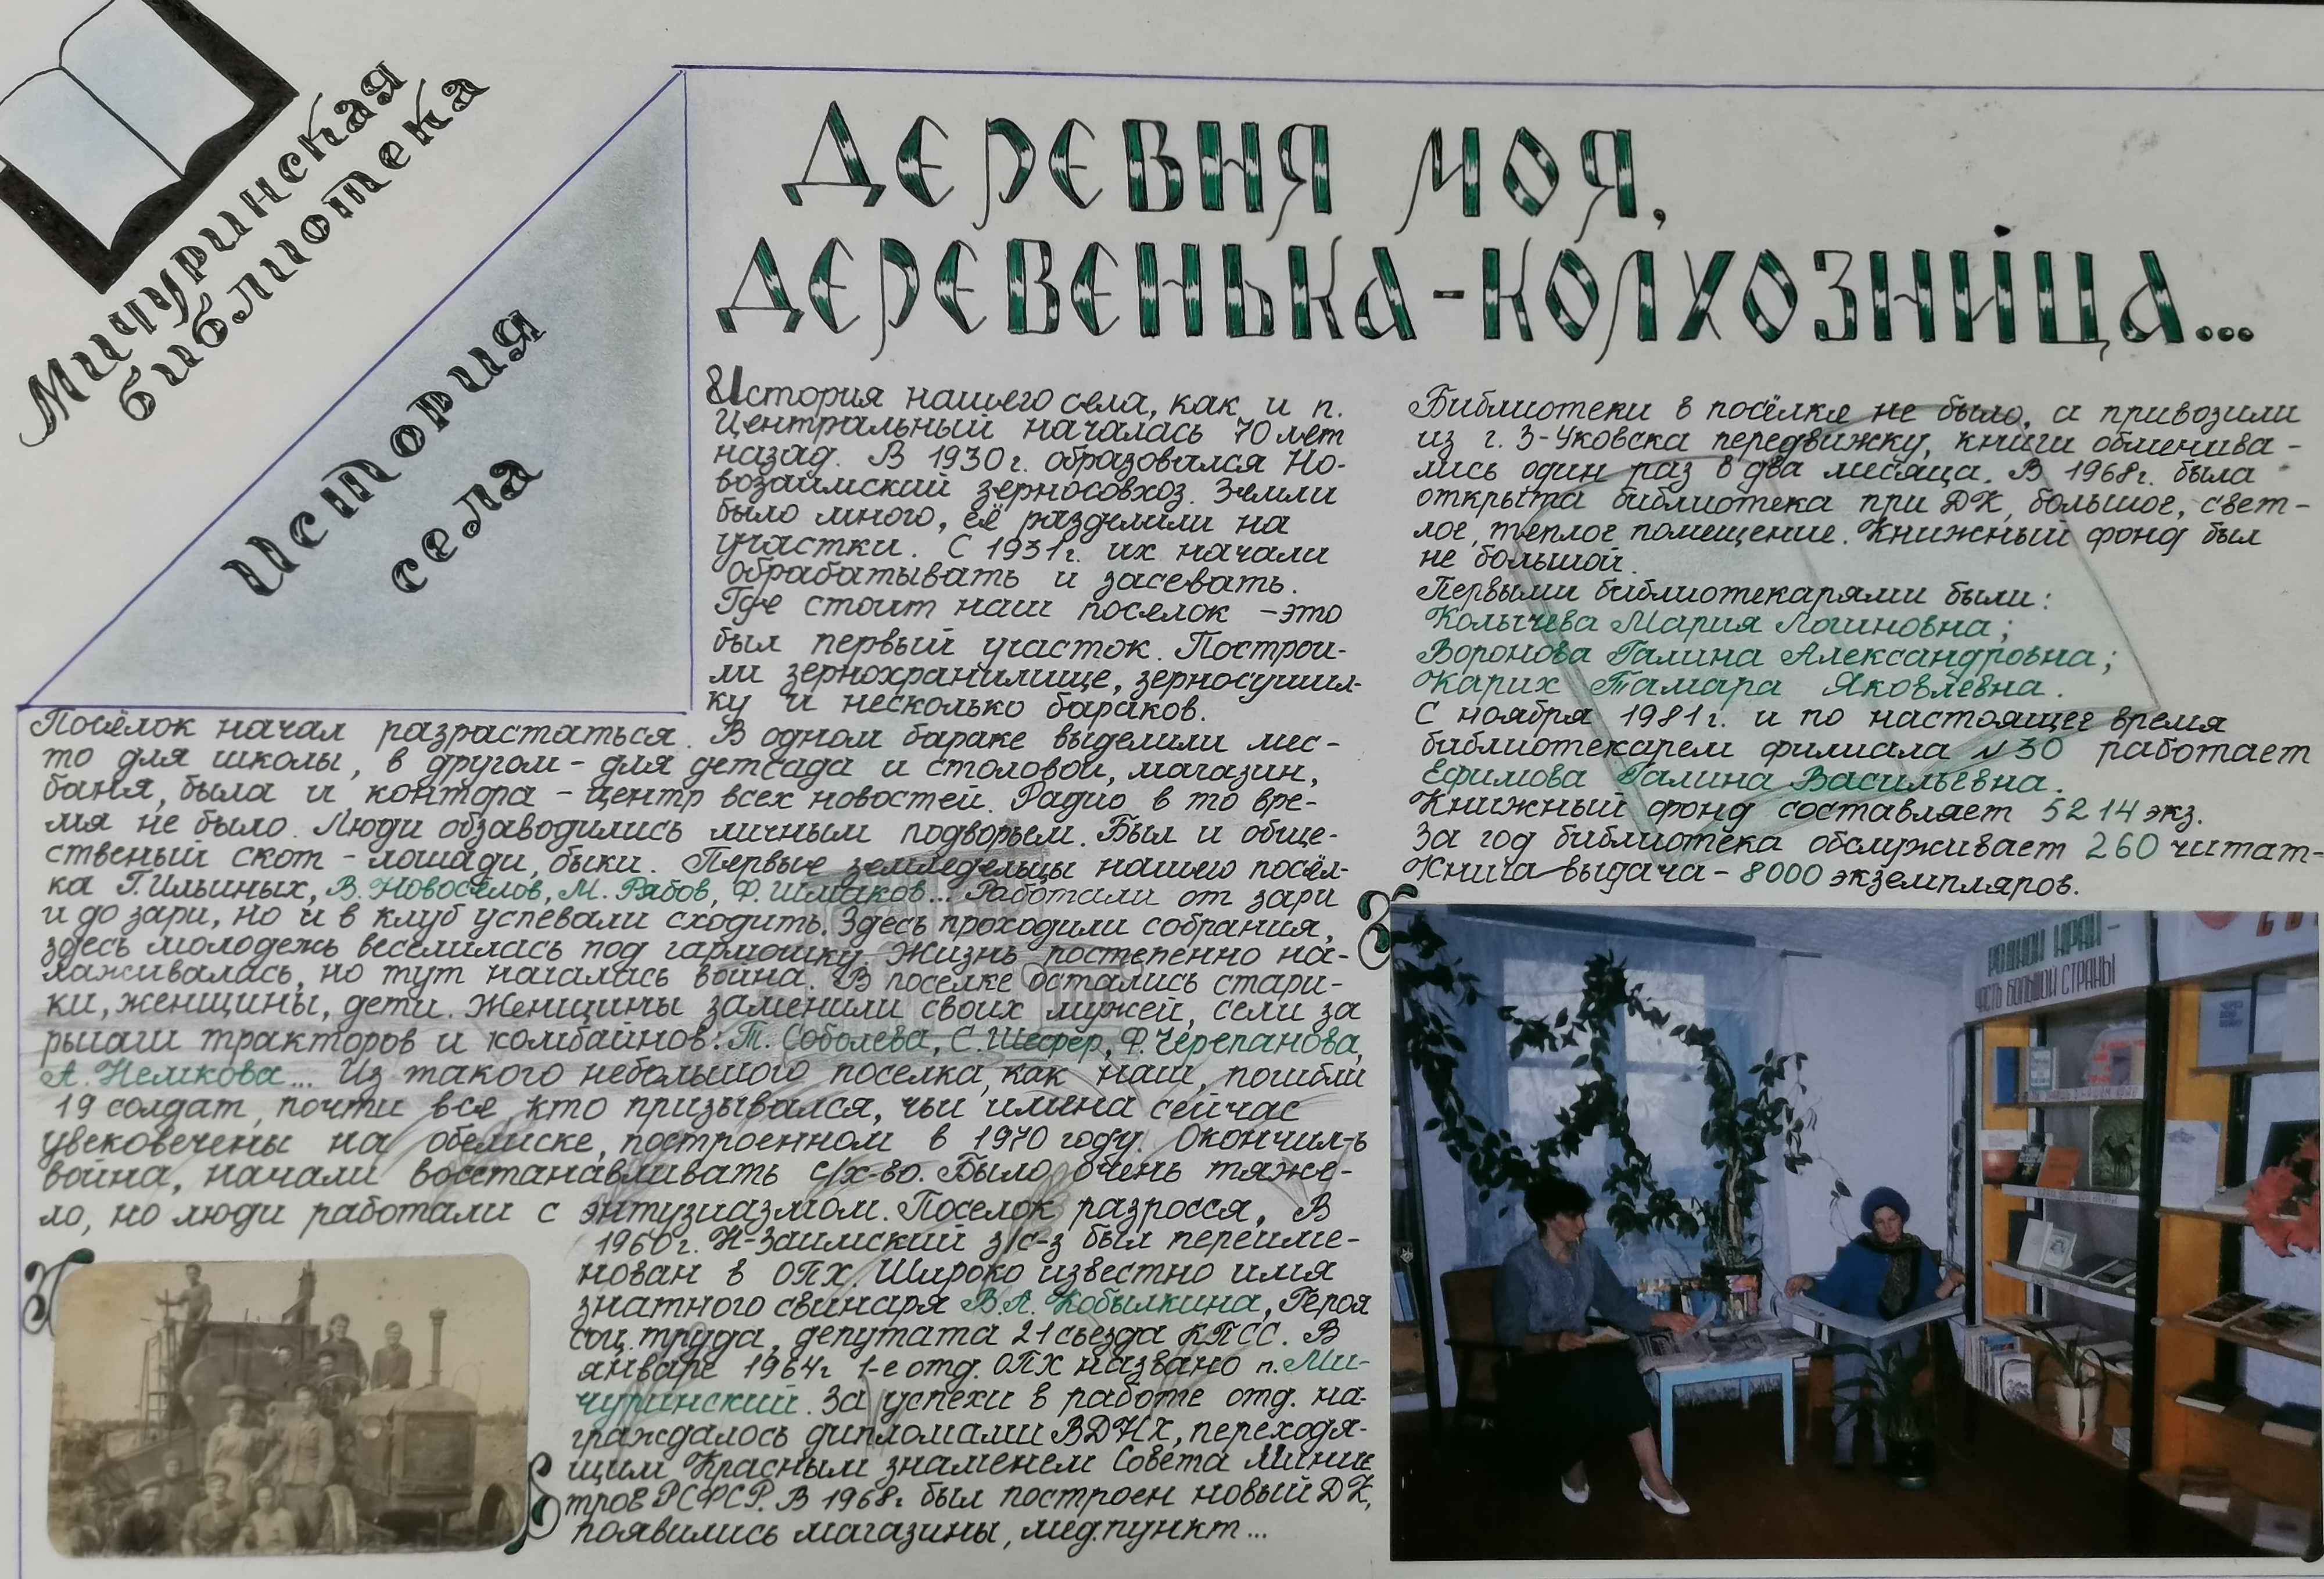 Мичуринская
библиотека
История
села
Деревня моя,
деревенька-колхозница...
История нашего села, как и п.
Центральный началась 70 лет
назад. В 1930г. образовался Но-
возаимский зерносовхоз. Земли
было много, её разделили на
участки. С 1931г. их начали
обрабатывать и засевать.
Где стоит наш поселок - это
был первый участок. Построи-
ли зернохранилище, зерносушил-
ку и несколько бараков.
Посёлок начал разрастаться. В одном бараке выделили мес-
то для школы, в другом - для детсада и столовой, магазин,
баня, была и контора - центр всех новостей. Радио в то вре-
мя не было. Люди обзаводились личным подворьем. Был и обще-
ственый скот - лошади, быки. Первые земледельцы нашего посёл-
ка Г. Ильиных, В. Новосёлов, М. Рябов, Ф. Шмаков... Работали от зари
и до зари, но и в клуб успевали сходить. Здесь проходили собрания,
здесь молодежь веселилась под гармошку. Жизнь постепенно на-
лаживалась, но тут началась война. В поселке остались стари-
ки, женщины, дети. Женщины заменили своих мужей, сели за
рычаги тракторов и комбайнов: Т. Соболева, С. Шефер, Ф. Черепанова,
А. Немкова... Из такого небольшого поселка, как наш, погибли
19 солдат, почти все, кто призывался, чьи имена сейчас
увековечены на обелиске, построенном в 1970 году. Окончил-ь
война, начали восстанавливать с/х-во. Было очень тяже-
ло, но люди работали с энтузиазмом. Поселок разросся, В
1960г. Н-Заимский з/с-з был переиме-
нован в ОПХ. Широко известно имя
знатного свинаря В.А. Кобылкина, Героя
соц. труда, депутата 21 съезда КПСС. В
январе 1964г 1-е отд. ОПХ названо п. Ми-
чуринский. За успехи в работе отд. на-
граждалось дипломами ВДНХ, переходя-
щим Красным знаменем Совета Минис
тров РСФСР. В 1968г. был построен новый ДК,
появились магазины, мед.пункт...
Библиотеки в посёлке не было, а привозили
из г. З-Уковска передвижку, книги обменива-
лись один раз в два месяца. В 1968г. была
открыта библиотека при ДК, большое, свет-
лое, теплое помещение. Книжный фонд был
не большой.
Первыми библиотекарями были:
Колычева Мария Логиновна;
Воронова Галина Александровна;
Карих Тамара Яковлевна.
С ноября 1981г. и по настоящее время
библиотекарем филиала №30 работает
Ефимова Галина Васильевна.
Книжный фонд составляет 5214 экз.
За год библиотека обслуживает 260 читат-
Книга-выдача - 8000 экземпляров.
РОДНОЙ КРАЙ -
ЧАСТЬ БОЛЬШОЙ СТРАНЫ